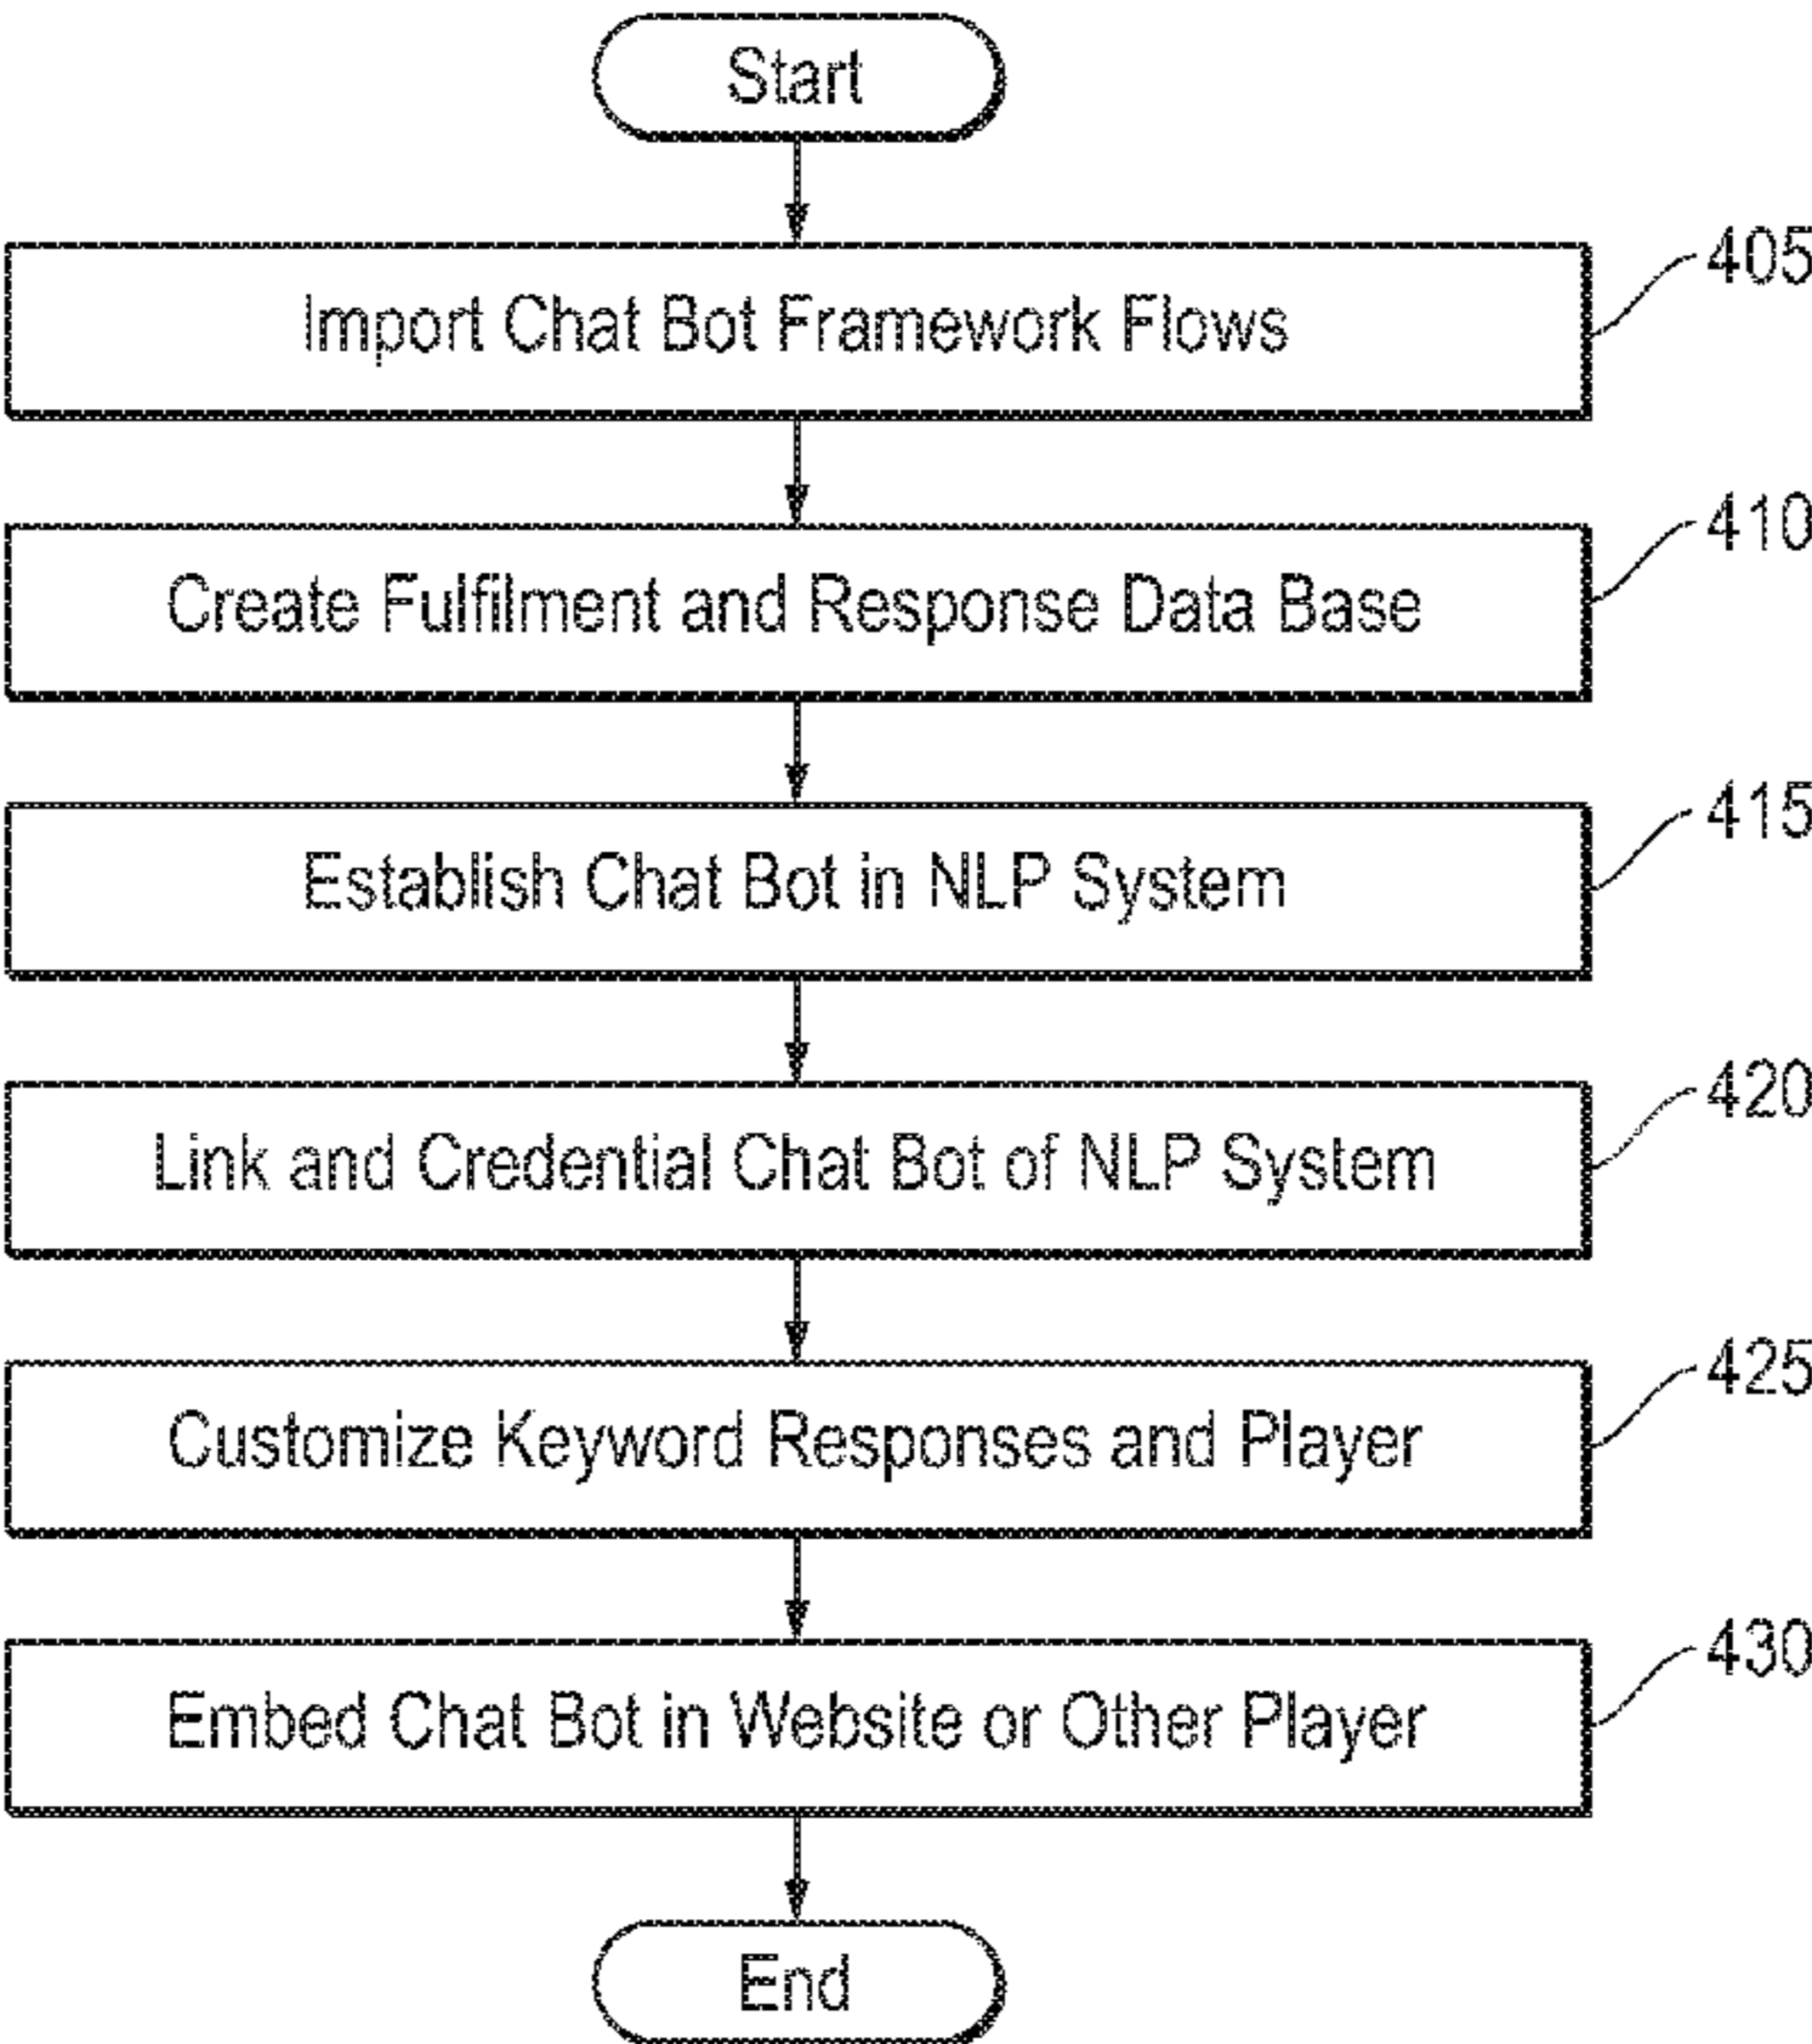 Start
Import Chat Bot Framework Flows
405
Create Fulfilment and Response Data Base
410
Establish Chat Bot in NLP System
415
Link and Credential Chat Bot of NLP System
420
Customize Keyword Responses and Player
425
Embed Chat Bot in Website or Other Player
430
End